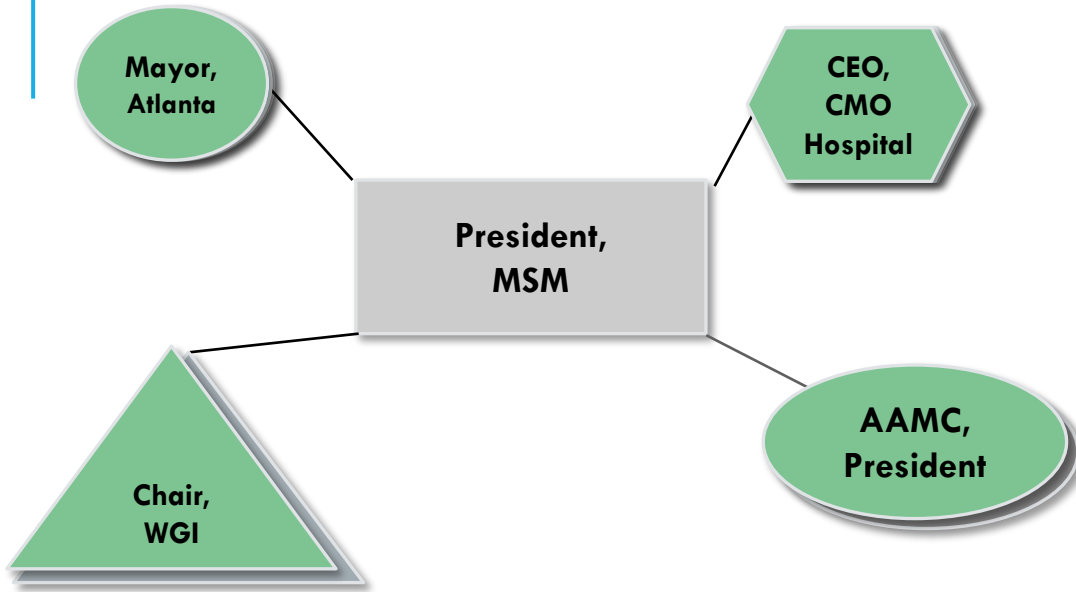 Mayor,
Atlanta
CEO,
CMO
Hospital
President,
MSM
AAMC,
President
Chair,
WGI